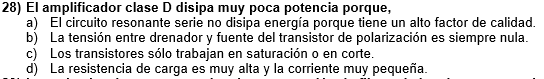 28) El amplificador clase D disipa muy poca potencia porque,
a) El circuito resonante serie no disipa energía porque tiene un alto factor de calidad.
b) La tensión entre drenador y fuente del transistor de polarización es siempre nula.
c) Los transistores sólo trabajan en saturación o en corte.
d) La resistencia de carga es muy alta y la corriente muy pequeña.